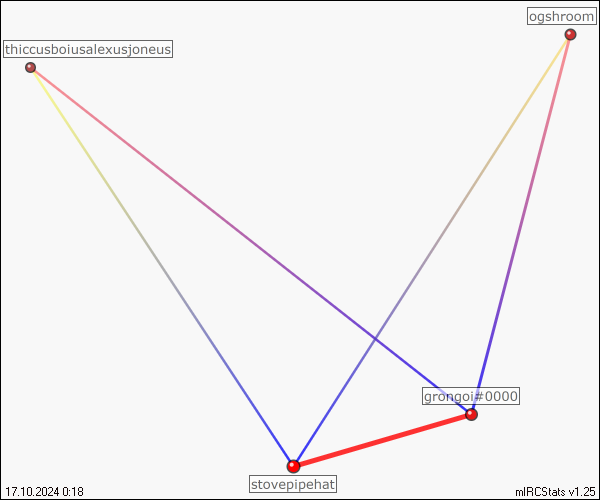 ogshroom
thiccusboiusalexusjoneus
grongoi#0000
stovepipehat
17.10.2024 0:18
mIRCStats v1.25